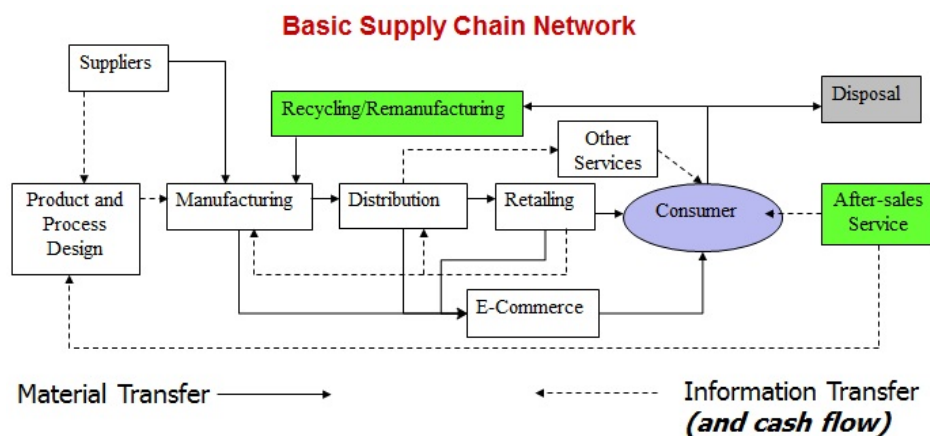 Basic Supply Chain Network
Suppliers
Recycling/Remanufacturing
Disposal
Other
Services
Product and
Process
Design
Manufacturing
Distribution
Retailing
Consumer
After-sales
Service
E-Commerce
Material Transfer
Information Transfer
(and cash flow)